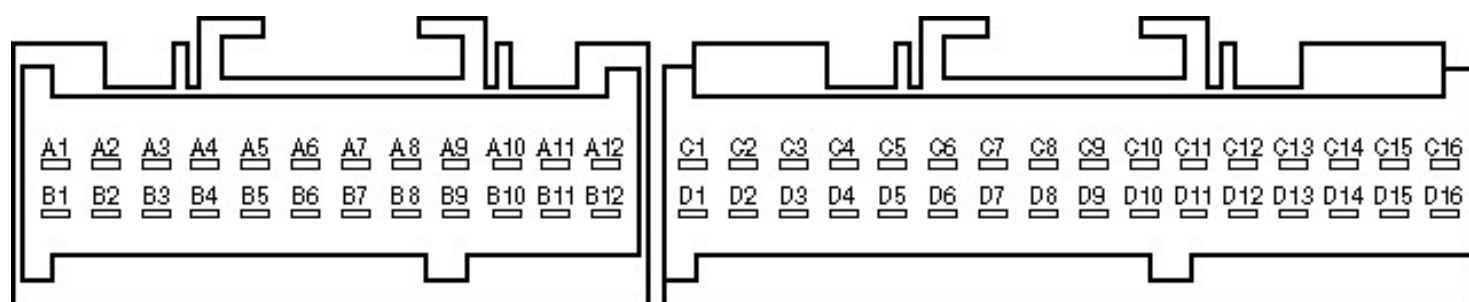 A1 A2 A3 A4 A5 A6 A7 A8 A9 A10 A11 A12
B1 B2 B3 B4 B5 B6 B7 B8 B9 B10 B11 B12
C1 C2 C3 C4 C5 C6 C7 C8 C9 C10 C11 C12 C13 C14 C15 C16
D1 D2 D3 D4 D5 D6 D7 D8 D9 D10 D11 D12 D13 D14 D15 D16